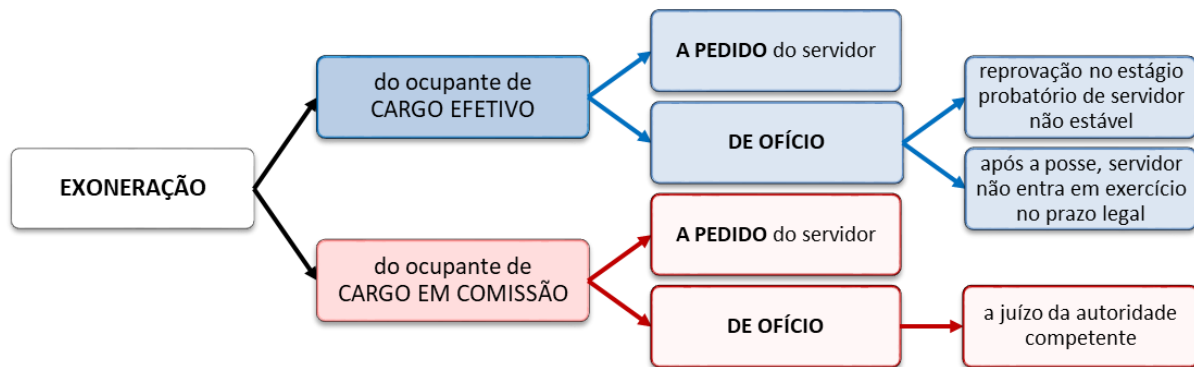 EXONERAÇÃO
do ocupante de
CARGO EFETIVO
A PEDIDO do servidor
DE OFÍCIO
reprovação no estágio
probatório de servidor
não estável
após a posse, servidor
não entra em exercício
no prazo legal
do ocupante de
CARGO EM COMISSÃO
A PEDIDO do servidor
DE OFÍCIO
a juízo da autoridade
competente